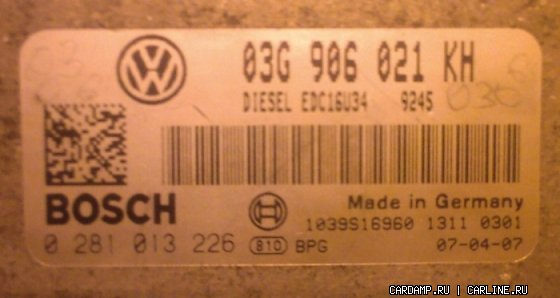 03G 906 021 KH
DIESEL EDC16U34 9245
BOSCH
Made in Germany
1039S16960 1311 0301
0 281 013 226 810 BPG 07-04-07
CARDAMP.RU | CARLINE.RU